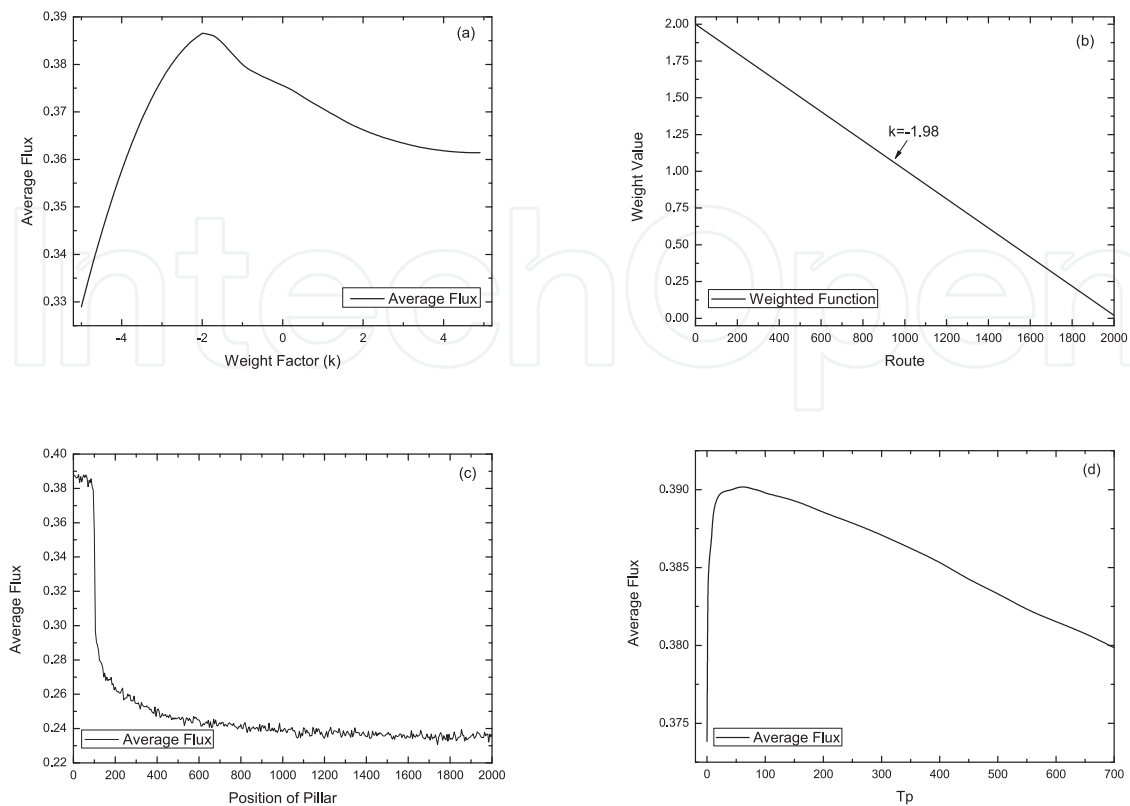 (a)
0.39
0.38
0.37
0.36
0.35
0.34
0.33
Average Flux
-4 -2 0 2 4
Weight Factor (k)
Average Flux
(b)
2.00
1.75
1.50
1.25
1.00
0.75
0.50
0.25
0.00
Weight Value
k=-1.98
Weighted Function
0 200 400 600 800 1000 1200 1400 1600 1800 2000
Route
IntechOpen
(c)
0.40
0.38
0.36
0.34
0.32
0.30
0.28
0.26
0.24
0.22
Average Flux
Average Flux
0 200 400 600 800 1000 1200 1400 1600 1800 2000
Position of Pillar
(d)
0.390
0.385
0.380
0.375
Average Flux
Average Flux
0 100 200 300 400 500 600 700
Tp